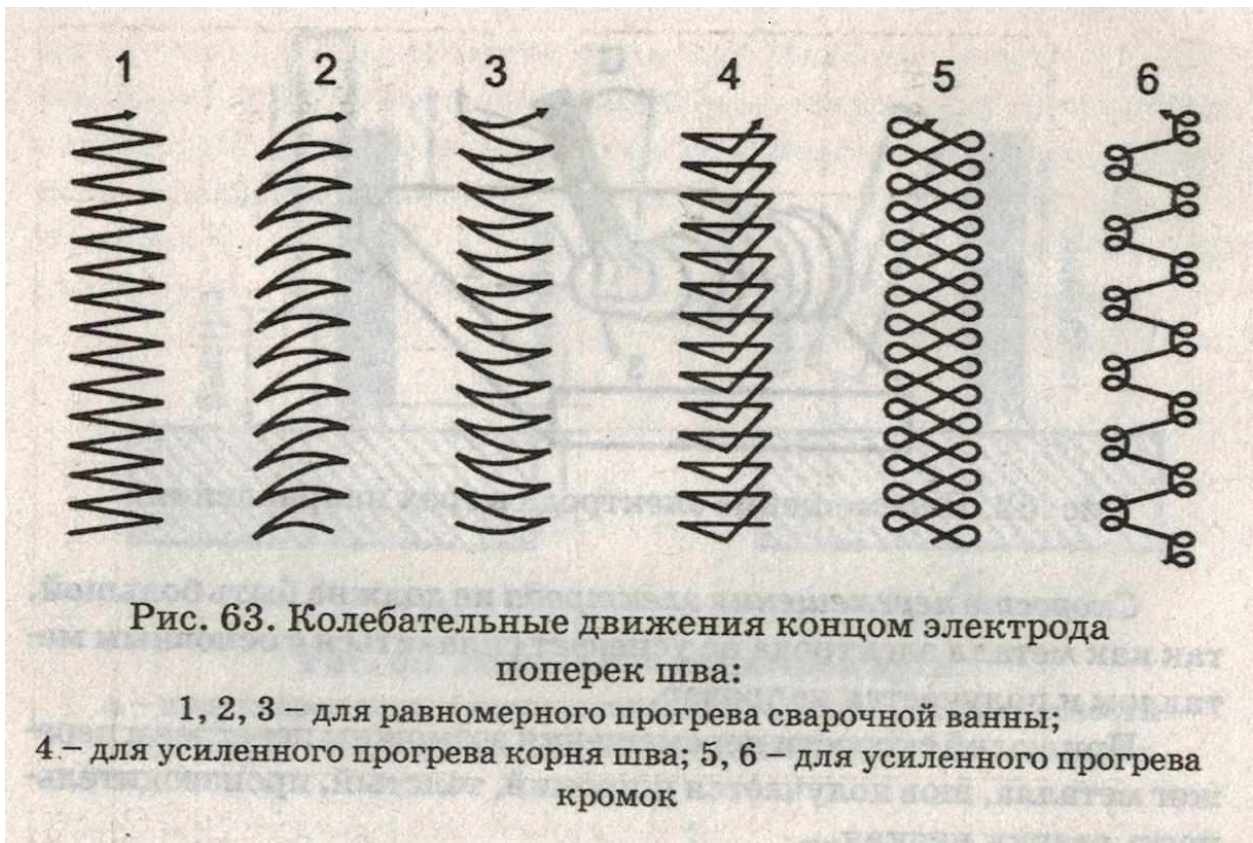 1 2 3 4 5 6
Рис. 63. Колебательные движения концом электрода
поперек шва:
1, 2, 3 – для равномерного прогрева сварочной ванны;
4 – для усиленного прогрева корня шва; 5, 6 – для усиленного прогрева
кромок